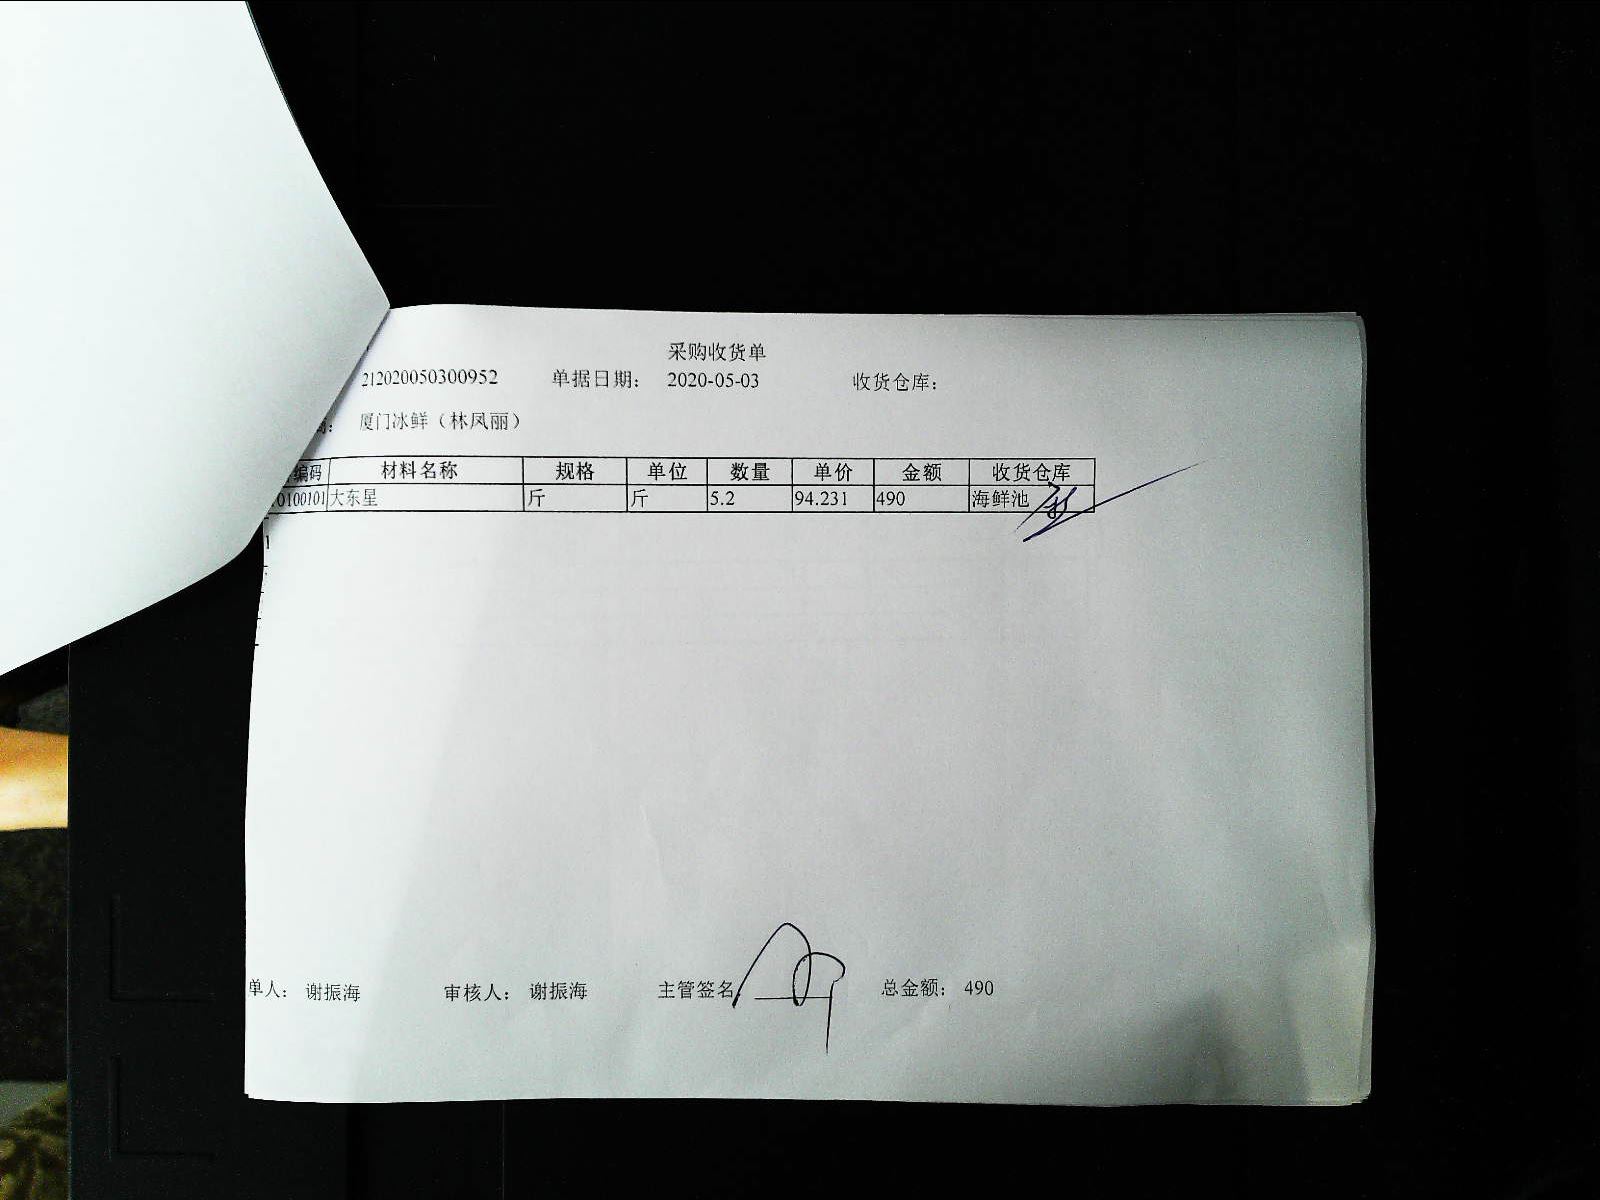 采购收货单
212020050300952 单据日期： 2020-05-03 收货仓库：
商： 厦门冰鲜（林凤丽）
编码 材料名称 规格 单位 数量 单价 金额 收货仓库
0100101 大东星 斤 斤 5.2 94.231 490 海鲜池
单人： 谢振海 审核人： 谢振海 主管签名 总金额： 490